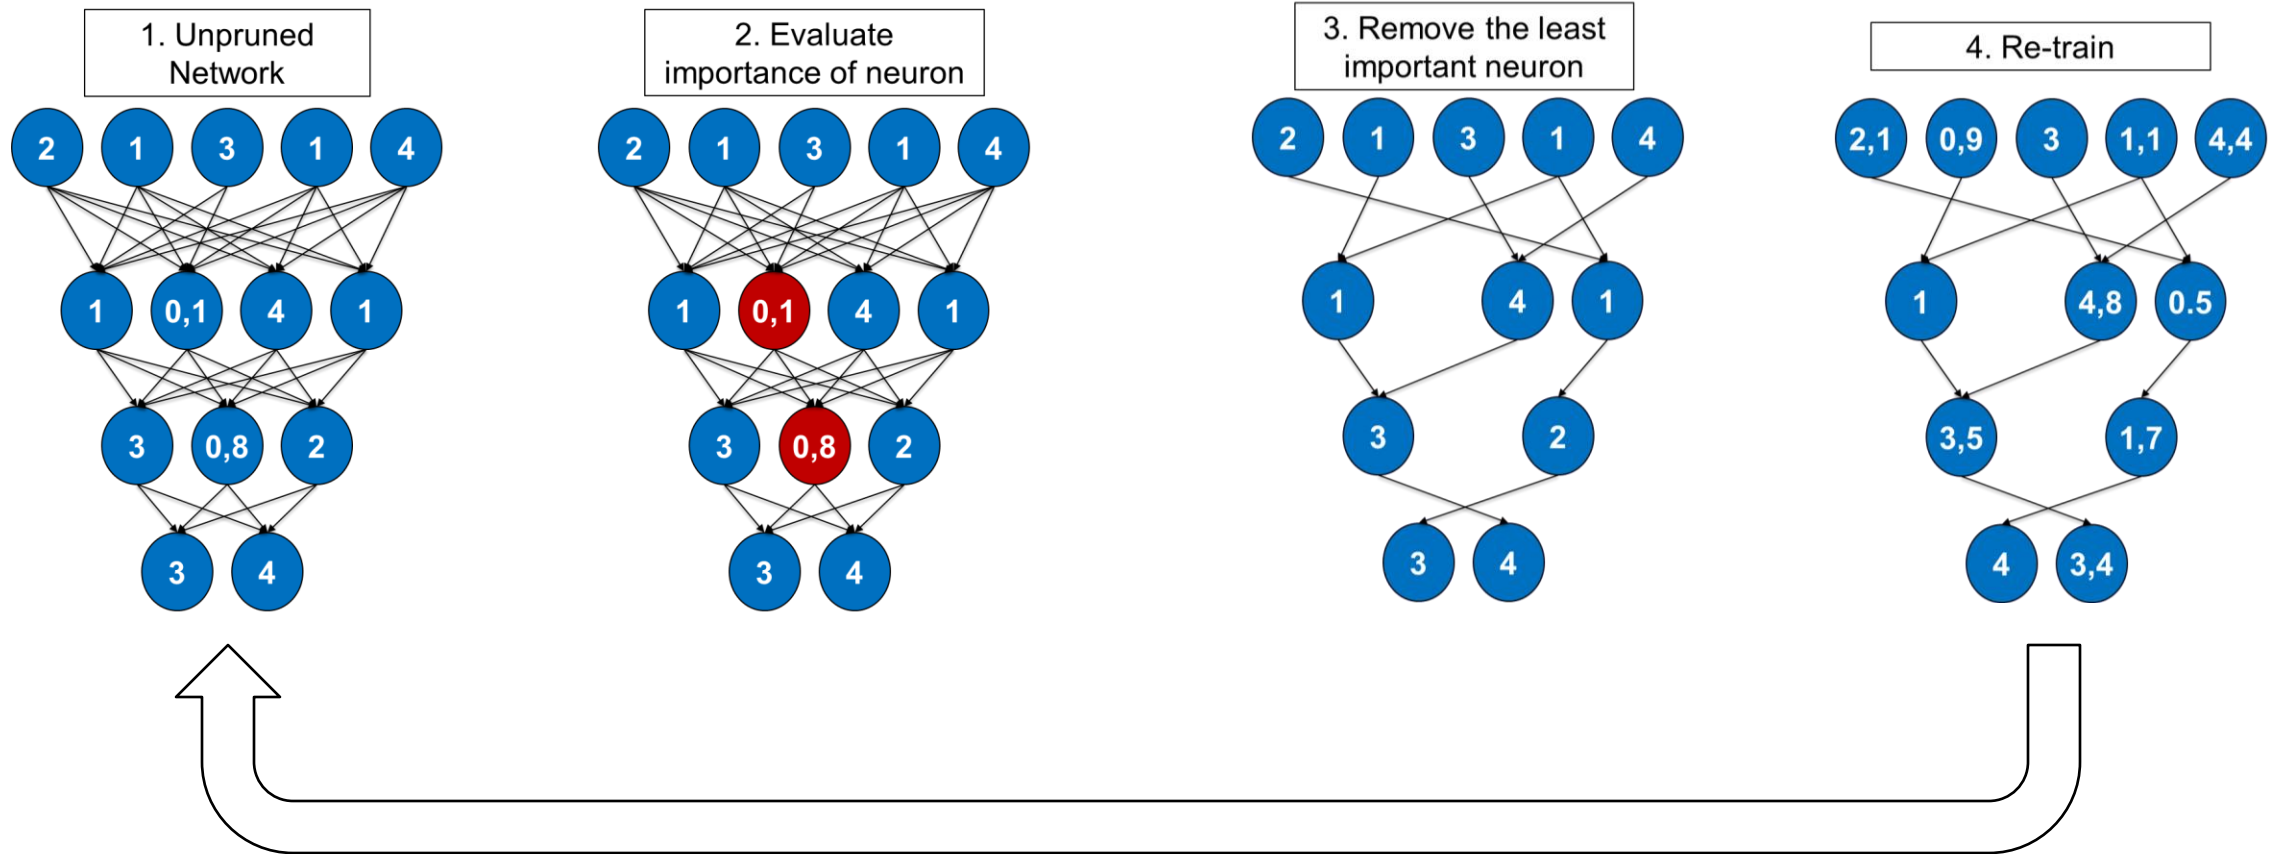 1. Unpruned
Network
2 1 3 1 4
1 0,1 4 1
3 0,8 2
3 4
2. Evaluate
importance of neuron
2 1 3 1 4
1 0,1 4 1
3 0,8 2
3 4
3. Remove the least
important neuron
2 1 3 1 4
1 4 1
3 2
3 4
4. Re-train
2,1 0,9 3 1,1 4,4
1 4,8 0.5
3,5 1,7
4 3,4